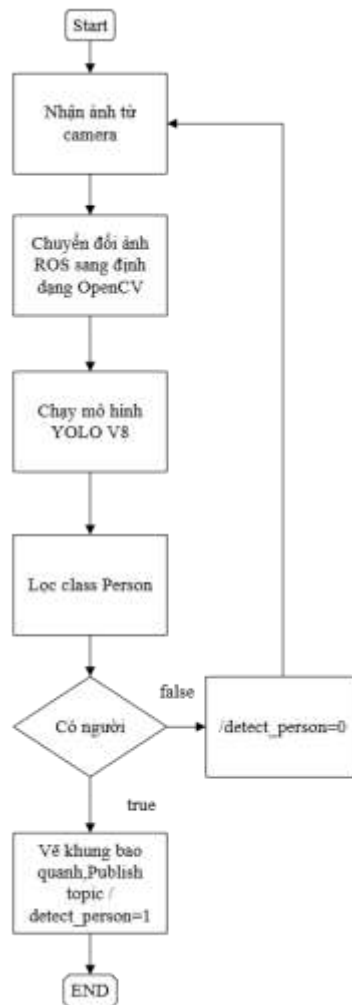 Start
Nhận ảnh từ
camera
Chuyển đổi ảnh
ROS sang định
dạng OpenCV
Chạy mô hình
YOLO V8
Lọc class Person
Có người
false
/detect_person=0
true
Vẽ khung bao
quanh,Publish
topic /
detect_person=1
END